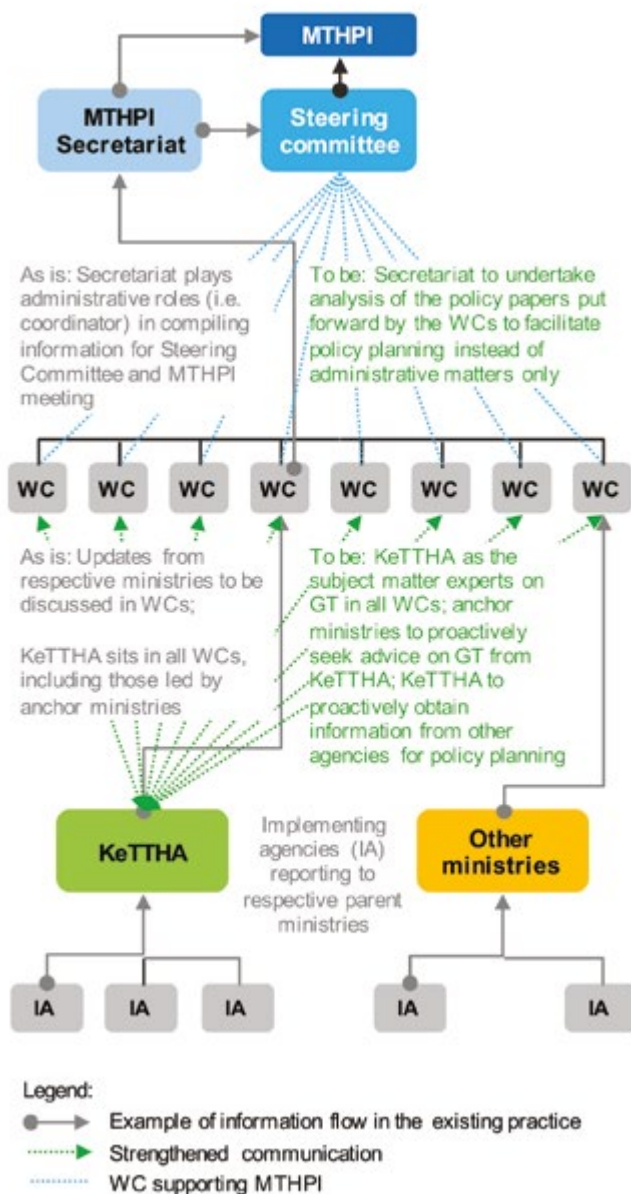 MTHPI
MTHPI
Secretariat
Steering
committee
As is: Secretariat plays
administrative roles (i.e.
coordinator) in compiling
information for Steering
Committee and MTHPI
meeting
To be: Secretariat to undertake
analysis of the policy papers put
forward by the WCs to facilitate
policy planning instead of
administrative matters only
WC WC WC WC WC WC WC WC
As is: Updates from
respective ministries to be
discussed in WCs;
KeTTHA sits in all WCs,
including those led by
anchor ministries
To be: KeTTHA as the
subject matter experts on
GT in all WCs; anchor
ministries to proactively
seek advice on GT from
KeTTHA; KeTTHA to
proactively obtain
information from other
agencies for policy planning
KeTTHA
Implementing
agencies (IA)
reporting to
respective parent
ministries
Other
ministries
IA IA IA IA IA
Legend:
Example of information flow in the existing practice
Strengthened communication
WC supporting MTHPI